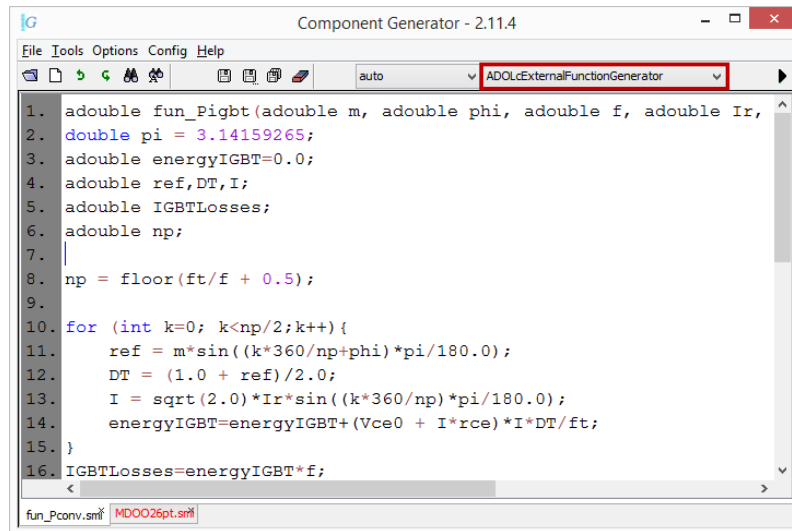 G Component Generator - 2.11.4
File Tools Options Config Help
auto ADOLcExternalFunctionGenerator
1. adouble fun_Pigbt(adouble m, adouble phi, adouble f, adouble Ir,
2. double pi = 3.14159265;
3. adouble energyIGBT=0.0;
4. adouble ref,DT,I;
5. adouble IGBTLosses;
6. adouble np;
7.
8. np = floor(ft/f + 0.5);
9.
10. for (int k=0; k<np/2;k++){
11. ref = m*sin((k*360/np+phi)*pi/180.0);
12. DT = (1.0 + ref)/2.0;
13. I = sqrt(2.0)*Ir*sin((k*360/np)*pi/180.0);
14. energyIGBT=energyIGBT+(Vce0 + I*rce)*I*DT/ft;
15. }
16. IGBTLosses=energyIGBT*f;
fun_Pconv.sml MDOO26pt.sml